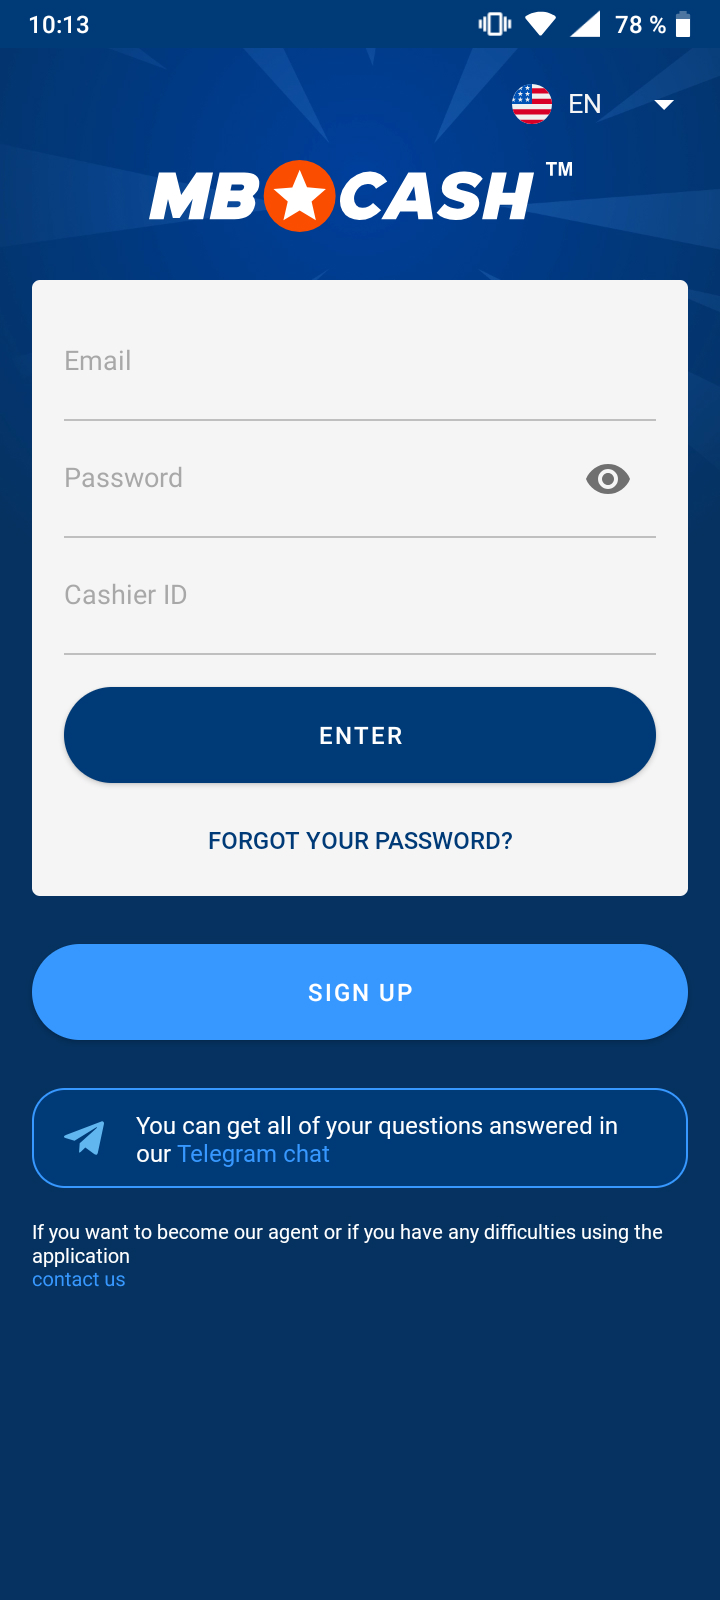 10:13
78 %
EN
MB CASH TM
Email
Password
Cashier ID
ENTER
FORGOT YOUR PASSWORD?
SIGN UP
You can get all of your questions answered in
our Telegram chat
If you want to become our agent or if you have any difficulties using the
application
contact us